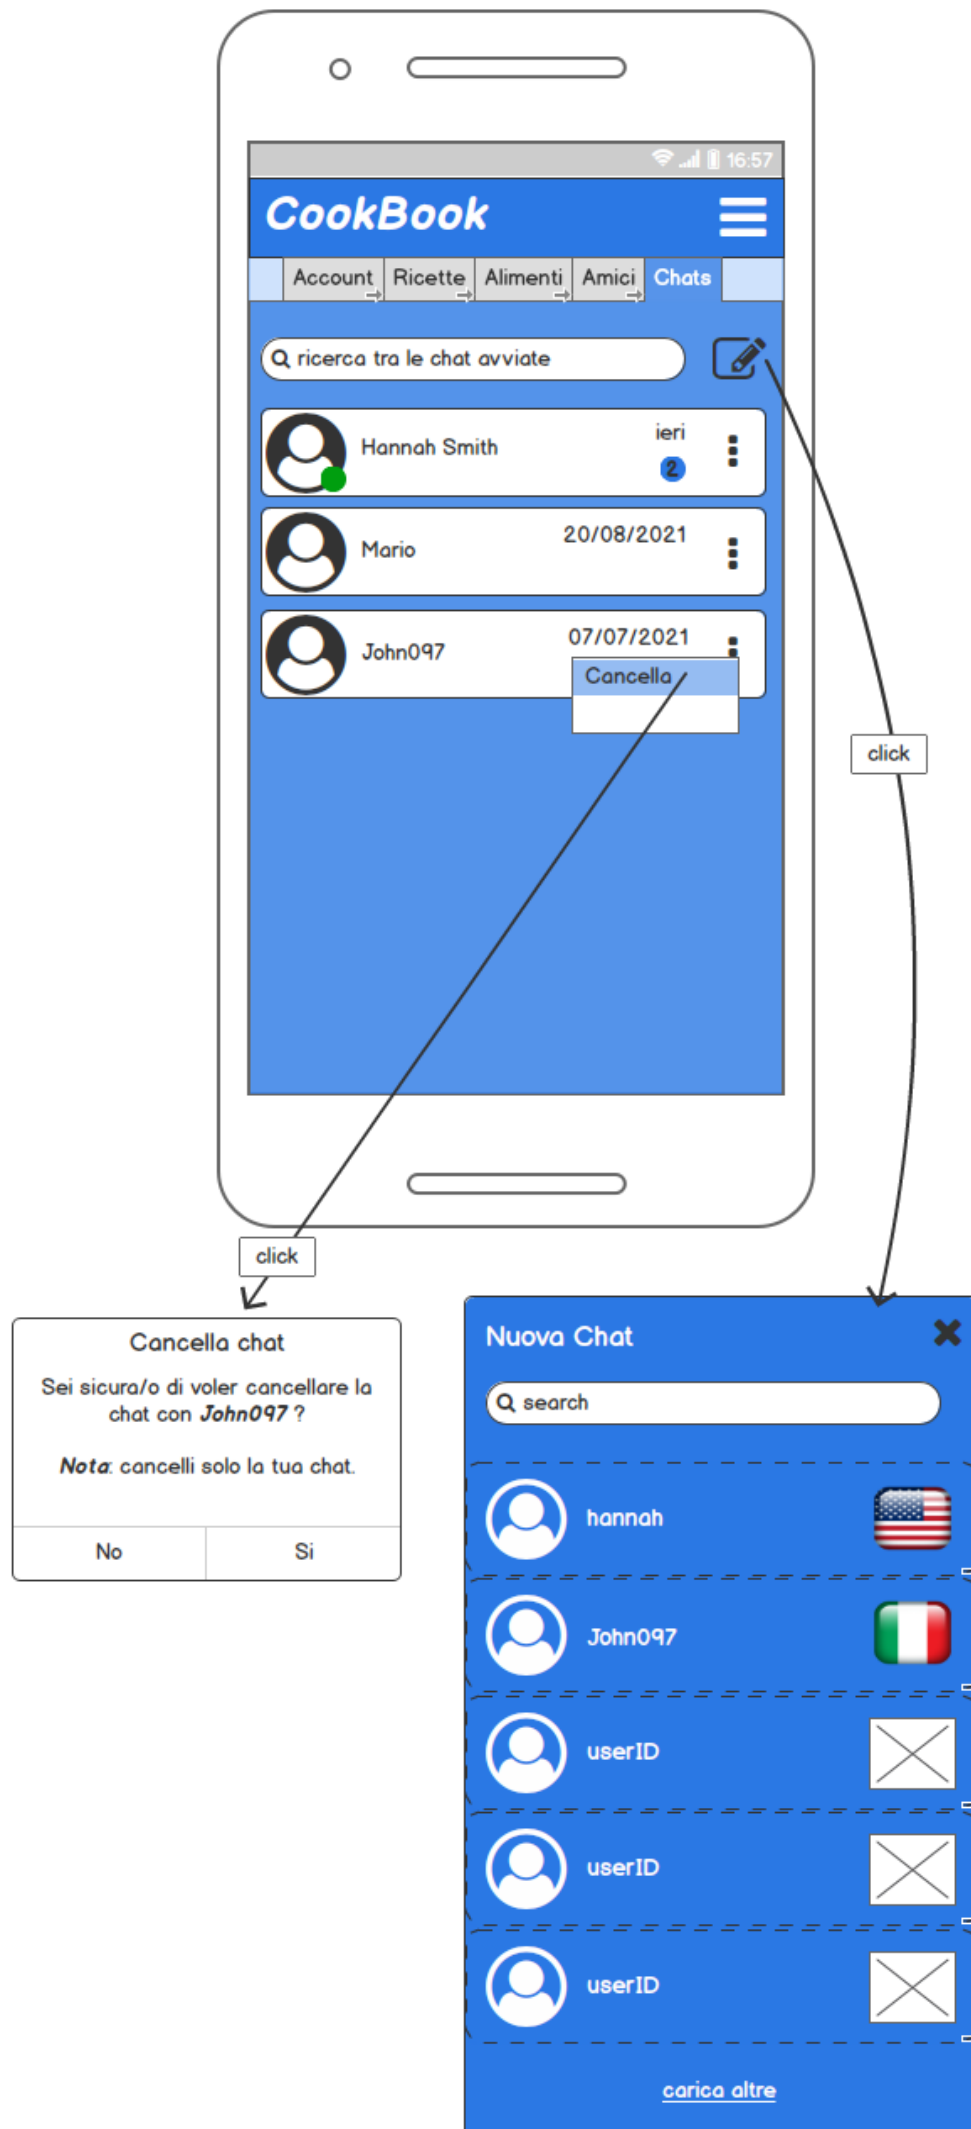 16:57
CookBook
Account Ricette Alimenti Amici Chats
ricerca tra le chat avviate
Hannah Smith ieri
2
Mario 20/08/2021
John097 07/07/2021
Cancella
click
click
Cancella chat
Sei sicura/o di voler cancellare la
chat con John097 ?
Nota: cancelli solo la tua chat.
No Si
Nuova Chat
search
hannah
John097
userID
userID
userID
carica altre